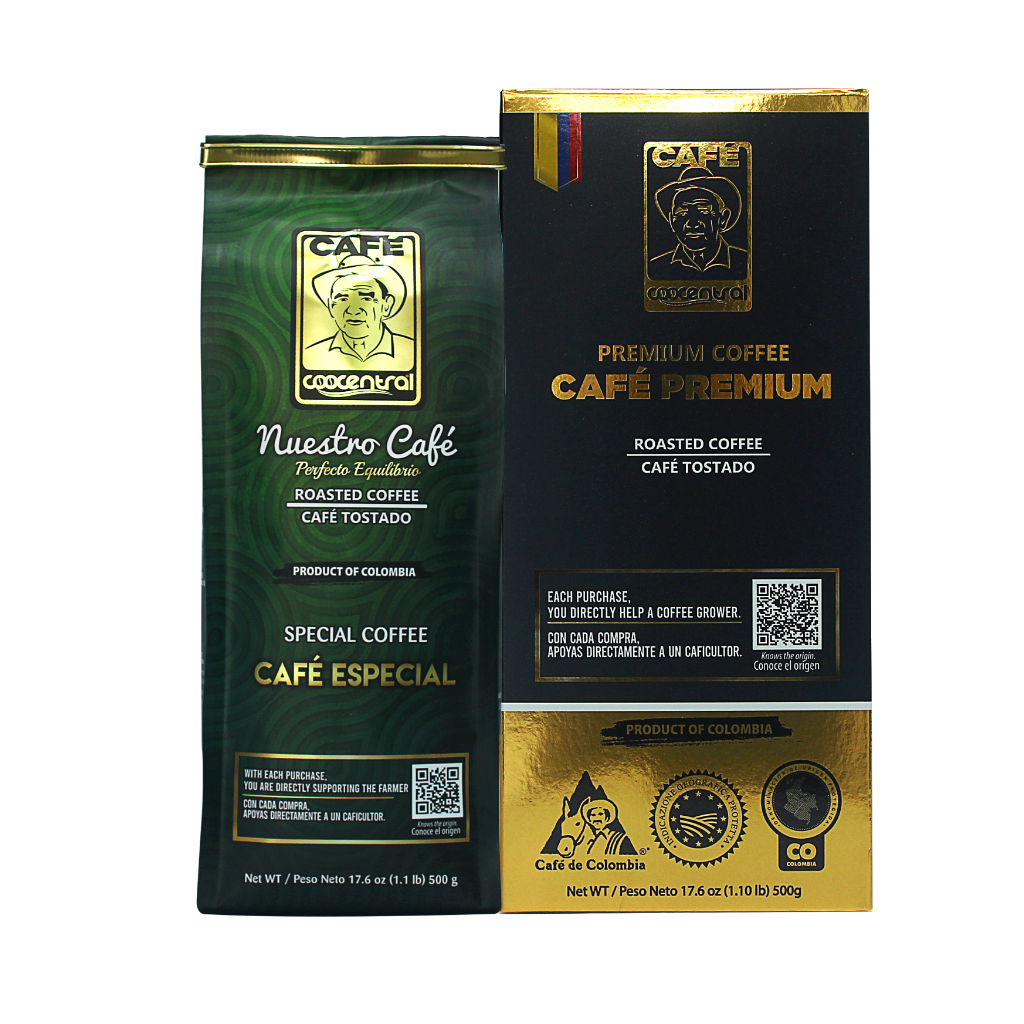 CAFÉ
coocentral
Nuestro Café
Perfecto Equilibrio
ROASTED COFFEE
CAFÉ TOSTADO
PRODUCT OF COLOMBIA
SPECIAL COFFEE
CAFÉ ESPECIAL
WITH EACH PURCHASE,
YOU ARE DIRECTLY SUPPORTING THE FARMER
CON CADA COMPRA,
APOYAS DIRECTAMENTE A UN CAFICULTOR.
Knows the origin.
Conoce el origen
Net WT / Peso Neto 17.6 oz (1.1 lb) 500 g
CAFÉ
coocentral
PREMIUM COFFEE
CAFÉ PREMIUM
ROASTED COFFEE
CAFÉ TOSTADO
EACH PURCHASE,
YOU DIRECTLY HELP A COFFEE GROWER.
CON CADA COMPRA,
APOYAS DIRECTAMENTE A UN CAFICULTOR.
Knows the origin.
Conoce el origen
PRODUCT OF COLOMBIA
Café de Colombia
®
INDICAZIONE GEOGRAFICA PROTETTA
DENOMINACIÓN DE ORIGEN PROTEGIDA
CO
COLOMBIA
Net WT / Peso Neto 17.6 oz (1.10 lb) 500g